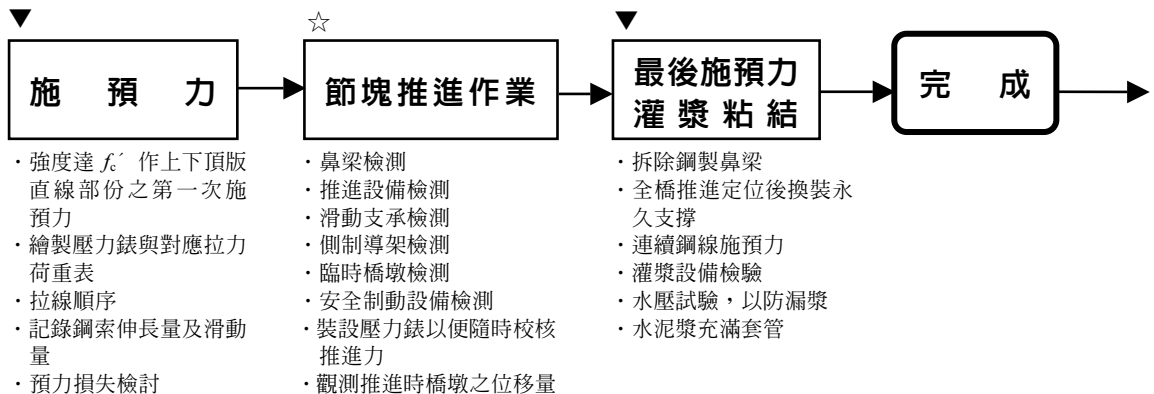 ▼
施預力
・強度達 fc´ 作上下頂版
直線部份之第一次施
預力
・繪製壓力錶與對應拉力
荷重表
・拉線順序
・記錄鋼索伸長量及滑動
量
・預力損失檢討
☆
節塊推進作業
・鼻梁檢測
・推進設備檢測
・滑動支承檢測
・側制導架檢測
・臨時橋墩檢測
・安全制動設備檢測
・裝設壓力錶以便隨時校核
推進力
・觀測推進時橋墩之位移量
▼
最後施預力
灌漿粘結
・拆除鋼製鼻梁
・全橋推進定位後換裝永
久支撐
・連續鋼線施預力
・灌漿設備檢驗
・水壓試驗，以防漏漿
・水泥漿充滿套管
完成